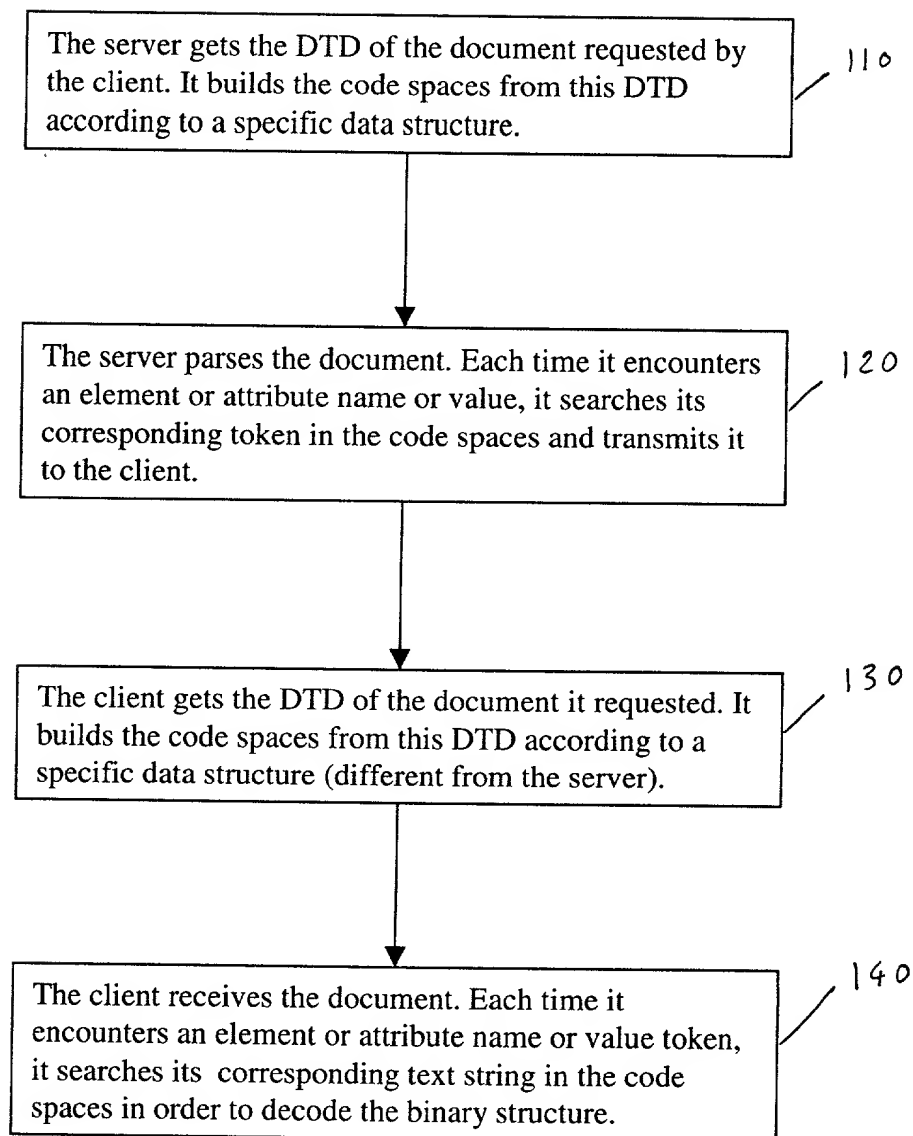 The server gets the DTD of the document requested by
the client. It builds the code spaces from this DTD
according to a specific data structure.
110
The server parses the document. Each time it encounters
an element or attribute name or value, it searches its
corresponding token in the code spaces and transmits it
to the client.
120
The client gets the DTD of the document it requested. It
builds the code spaces from this DTD according to a
specific data structure (different from the server).
130
The client receives the document. Each time it
encounters an element or attribute name or value token,
it searches its corresponding text string in the code
spaces in order to decode the binary structure.
140